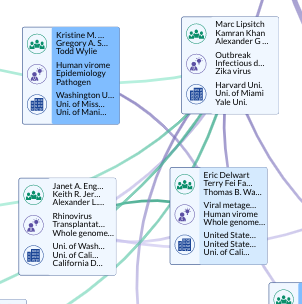 Kristine M. ...
Gregory A. S...
Todd Wylie
Human virome
Epidemiology
Pathogen
Washington U...
Uni. of Miss...
Uni. of Mani...
Marc Lipsitch
Kamran Khan
Alexander G ...
Outbreak
Infectious d...
Zika virus
Harvard Uni.
Uni. of Miami
Yale Uni.
Janet A. Eng...
Keith R. Jer...
Alexander L....
Rhinovirus
Transplantat...
Whole genome...
Uni. of Wash...
Uni. of Cali...
California D...
Eric Delwart
Terry Fei Fa...
Thomas B. Wa...
Viral metage...
Human virome
Whole genome...
United State...
United State...
Uni. of Cali...